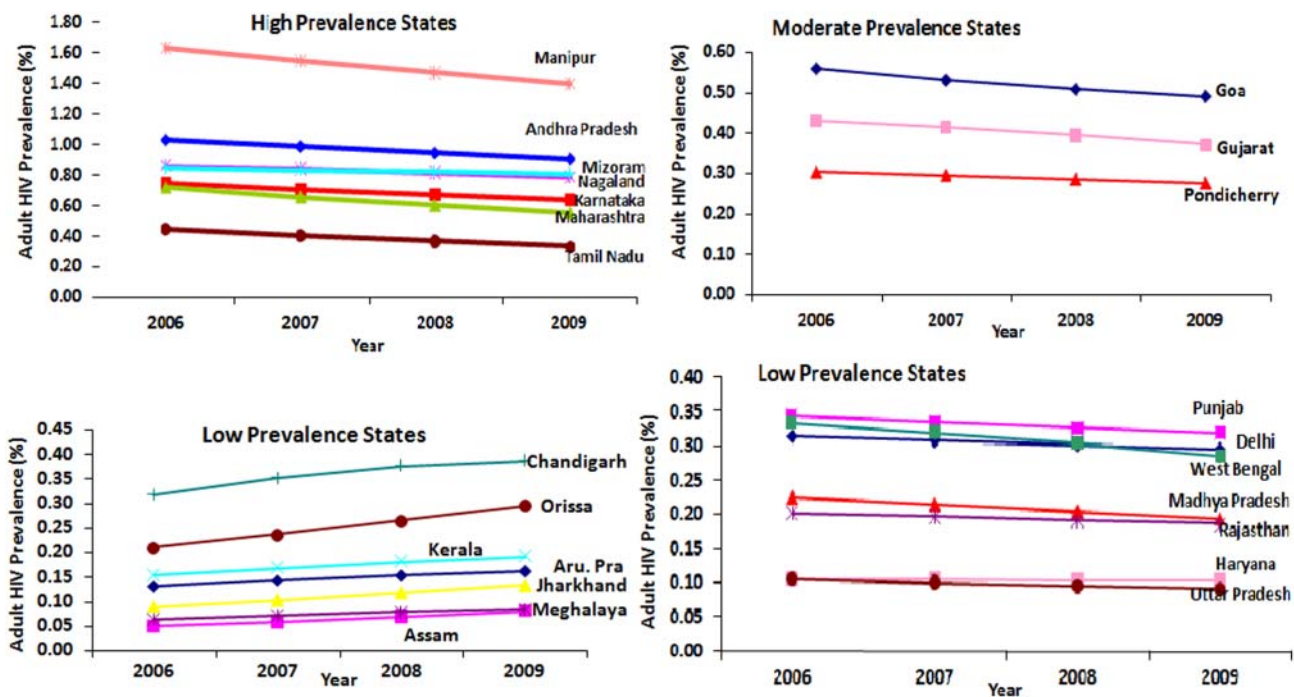 High Prevalence States
Adult HIV Prevalence (%)
1.80
1.60
1.40
1.20
1.00
0.80
0.60
0.40
0.20
0.00
Manipur
Andhra Pradesh
Mizoram
Nagaland
Karnataka
Maharashtra
Tamil Nadu
2006 2007 2008 2009
Year
Moderate Prevalence States
Adult HIV Prevalence (%)
0.60
0.50
0.40
0.30
0.20
0.10
0.00
Goa
Gujarat
Pondicherry
2006 2007 2008 2009
Year
Low Prevalence States
Adult HIV Prevalence (%)
0.45
0.40
0.35
0.30
0.25
0.20
0.15
0.10
0.05
0.00
Chandigarh
Orissa
Kerala
Aru. Pra
Jharkhand
Meghalaya
Assam
2006 2007 2008 2009
Year
Low Prevalence States
Adult HIV Prevalence (%)
0.40
0.35
0.30
0.25
0.20
0.15
0.10
0.05
0.00
Punjab
Delhi
West Bengal
Madhya Pradesh
Rajasthan
Haryana
Uttar Pradesh
2006 2007 2008 2009
Year